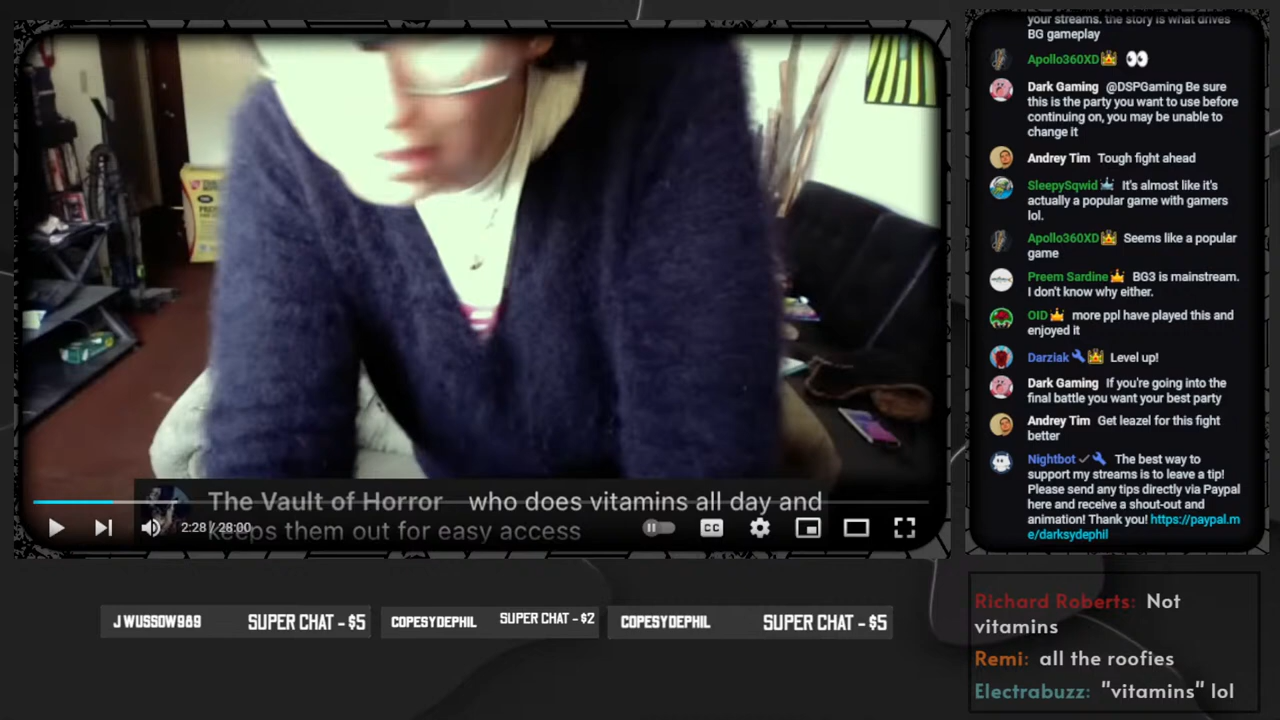 The Vault of Horror who does vitamins all day and
keeps them out for easy access
2:28 / 28:00
CC
J WUSSOW989 SUPER CHAT - $5
COPESYDEPHIL SUPER CHAT - $2
COPESYDEPHIL SUPER CHAT - $5
your streams. the story is what drives
BG gameplay
Apollo360XD
Dark Gaming @DSPGaming Be sure
this is the party you want to use before
continuing on, you may be unable to
change it
Andrey Tim Tough fight ahead
SleepySqwid It's almost like it's
actually a popular game with gamers
lol.
Apollo360XD Seems like a popular
game
Preem Sardine BG3 is mainstream.
I don't know why either.
OID more ppl have played this and
enjoyed it
Darziak Level up!
Dark Gaming If you're going into the
final battle you want your best party
Andrey Tim Get leazel for this fight
better
Nightbot The best way to
support my streams is to leave a tip!
Please send any tips directly via Paypal
here and receive a shout-out and
animation! Thank you! https://paypal.m
e/darksydephil
Richard Roberts: Not
vitamins
Remi: all the roofies
Electrabuzz: "vitamins" lol